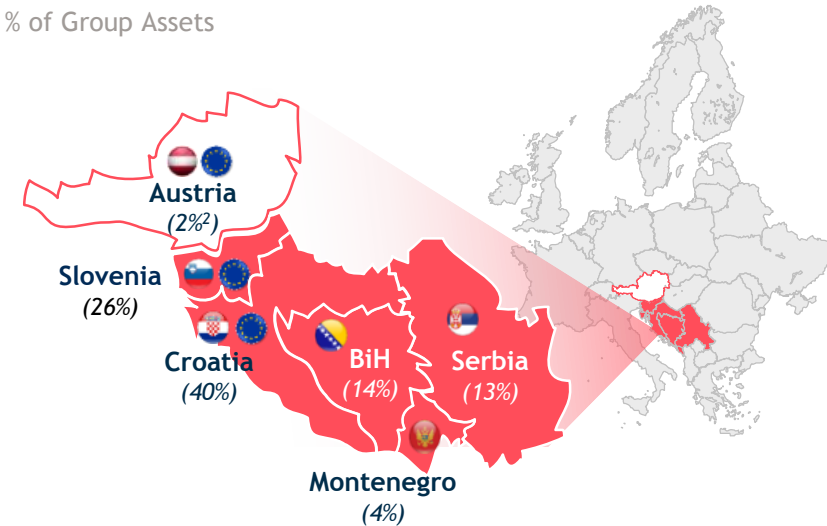 % of Group Assets
Austria
(2%²)
Slovenia
(26%)
Croatia
(40%)
BiH
(14%)
Serbia
(13%)
Montenegro
(4%)